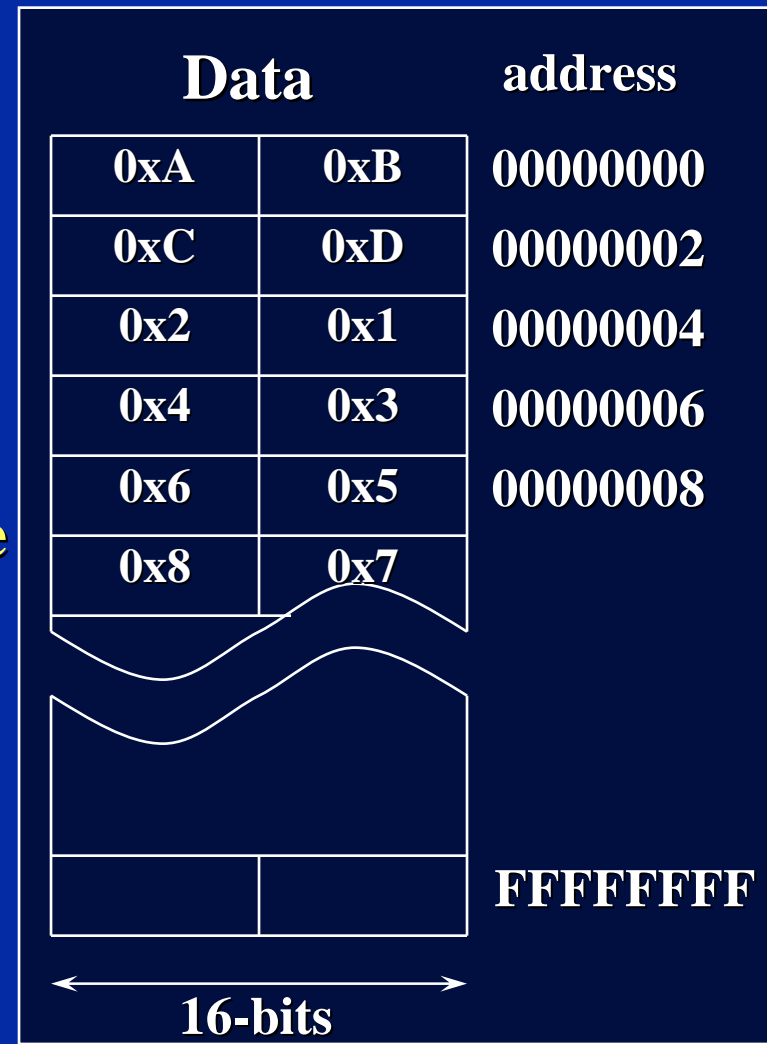 Data address
0xA 0xB 00000000
0xC 0xD 00000002
0x2 0x1 00000004
0x4 0x3 00000006
0x6 0x5 00000008
0x8 0x7
FFFFFFFF
16-bits